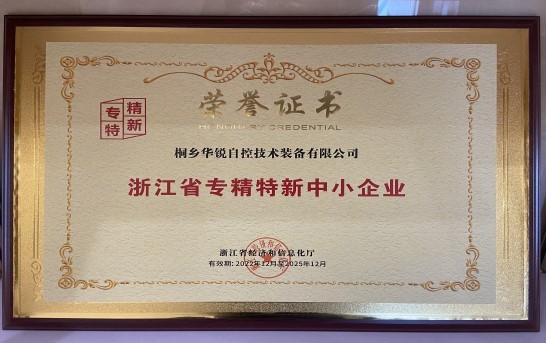 专精特新
荣誉证书
HONORARY CREDENTIAL
桐乡华锐自控技术装备有限公司
浙江省专精特新中小企业
浙江省经济和信息化厅
有效期: 2022年12月至2025年12月